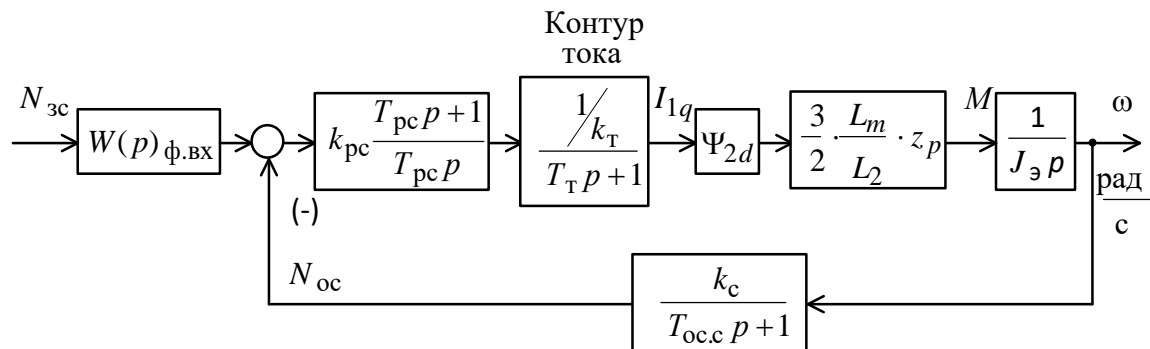 Контур
тока
N_зс
W(p)_ф.вх
k_рс (T_рс p + 1) / (T_рс p)
(1/k_т) / (T_т p + 1)
I_1q
Ψ_2d
3/2 · L_m/L_2 · z_p
M
1 / (J_э p)
ω
рад/с
(-)
N_ос
k_с / (T_ос.с p + 1)